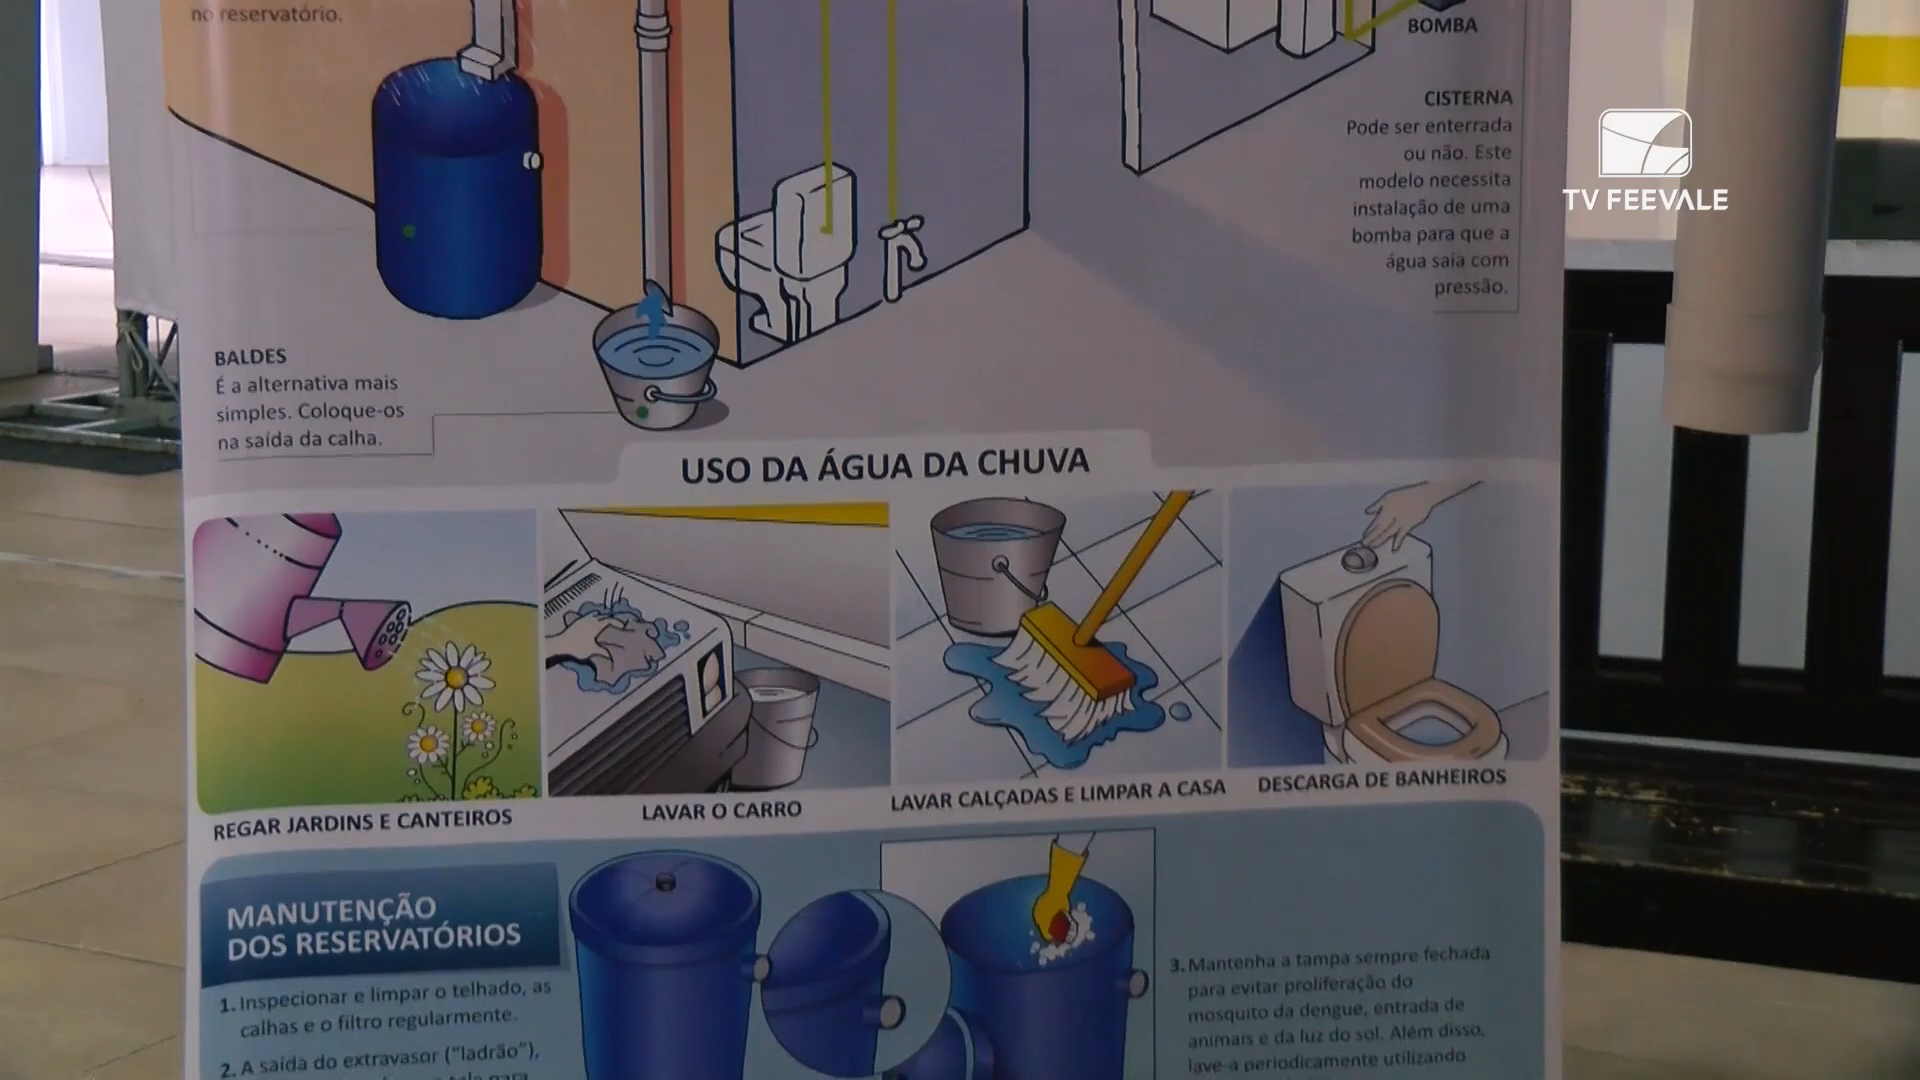 no reservatório.
BOMBA
CISTERNA
Pode ser enterrada
ou não. Este
modelo necessita
instalação de uma
bomba para que a
água saia com
pressão.
TV FEEVALE
BALDES
É a alternativa mais
simples. Coloque-os
na saída da calha.
USO DA ÁGUA DA CHUVA
REGAR JARDINS E CANTEIROS
LAVAR O CARRO
LAVAR CALÇADAS E LIMPAR A CASA
DESCARGA DE BANHEIROS
MANUTENÇÃO
DOS RESERVATÓRIOS
1. Inspecionar e limpar o telhado, as
calhas e o filtro regularmente.
2. A saída do extravasor ("ladrão"),
3. Mantenha a tampa sempre fechada
para evitar proliferação do
mosquito da dengue, entrada de
animais e da luz do sol. Além disso,
lave-a periodicamente utilizando